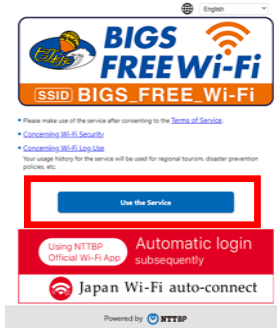 English
BIGS
FREE Wi-Fi
SSID BIGS_FREE_Wi-Fi
Please make use of the service after consenting to the Terms of Service.
Concerning Wi-Fi Security
Concerning Wi-Fi Log Use
Your usage history for the service will be used for regional tourism, disaster prevention
policies, etc.
Use the Service
Using NTTBP
Official Wi-Fi App
Automatic login
subsequently
Japan Wi-Fi auto-connect
Powered by NTTBP